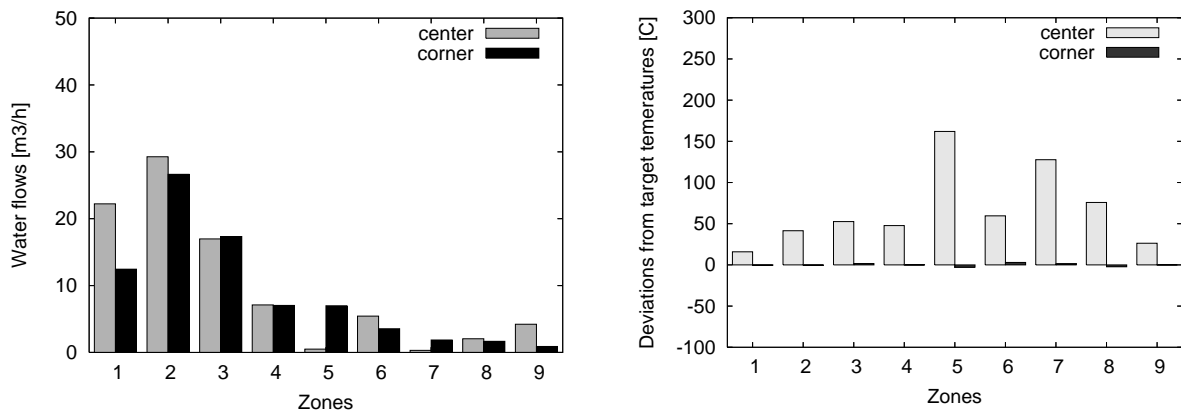 Water flows [m3/h]
50
40
30
20
10
0
center
corner
1 2 3 4 5 6 7 8 9
Zones
Deviations from target temeratures [C]
300
250
200
150
100
50
0
-50
-100
center
corner
1 2 3 4 5 6 7 8 9
Zones